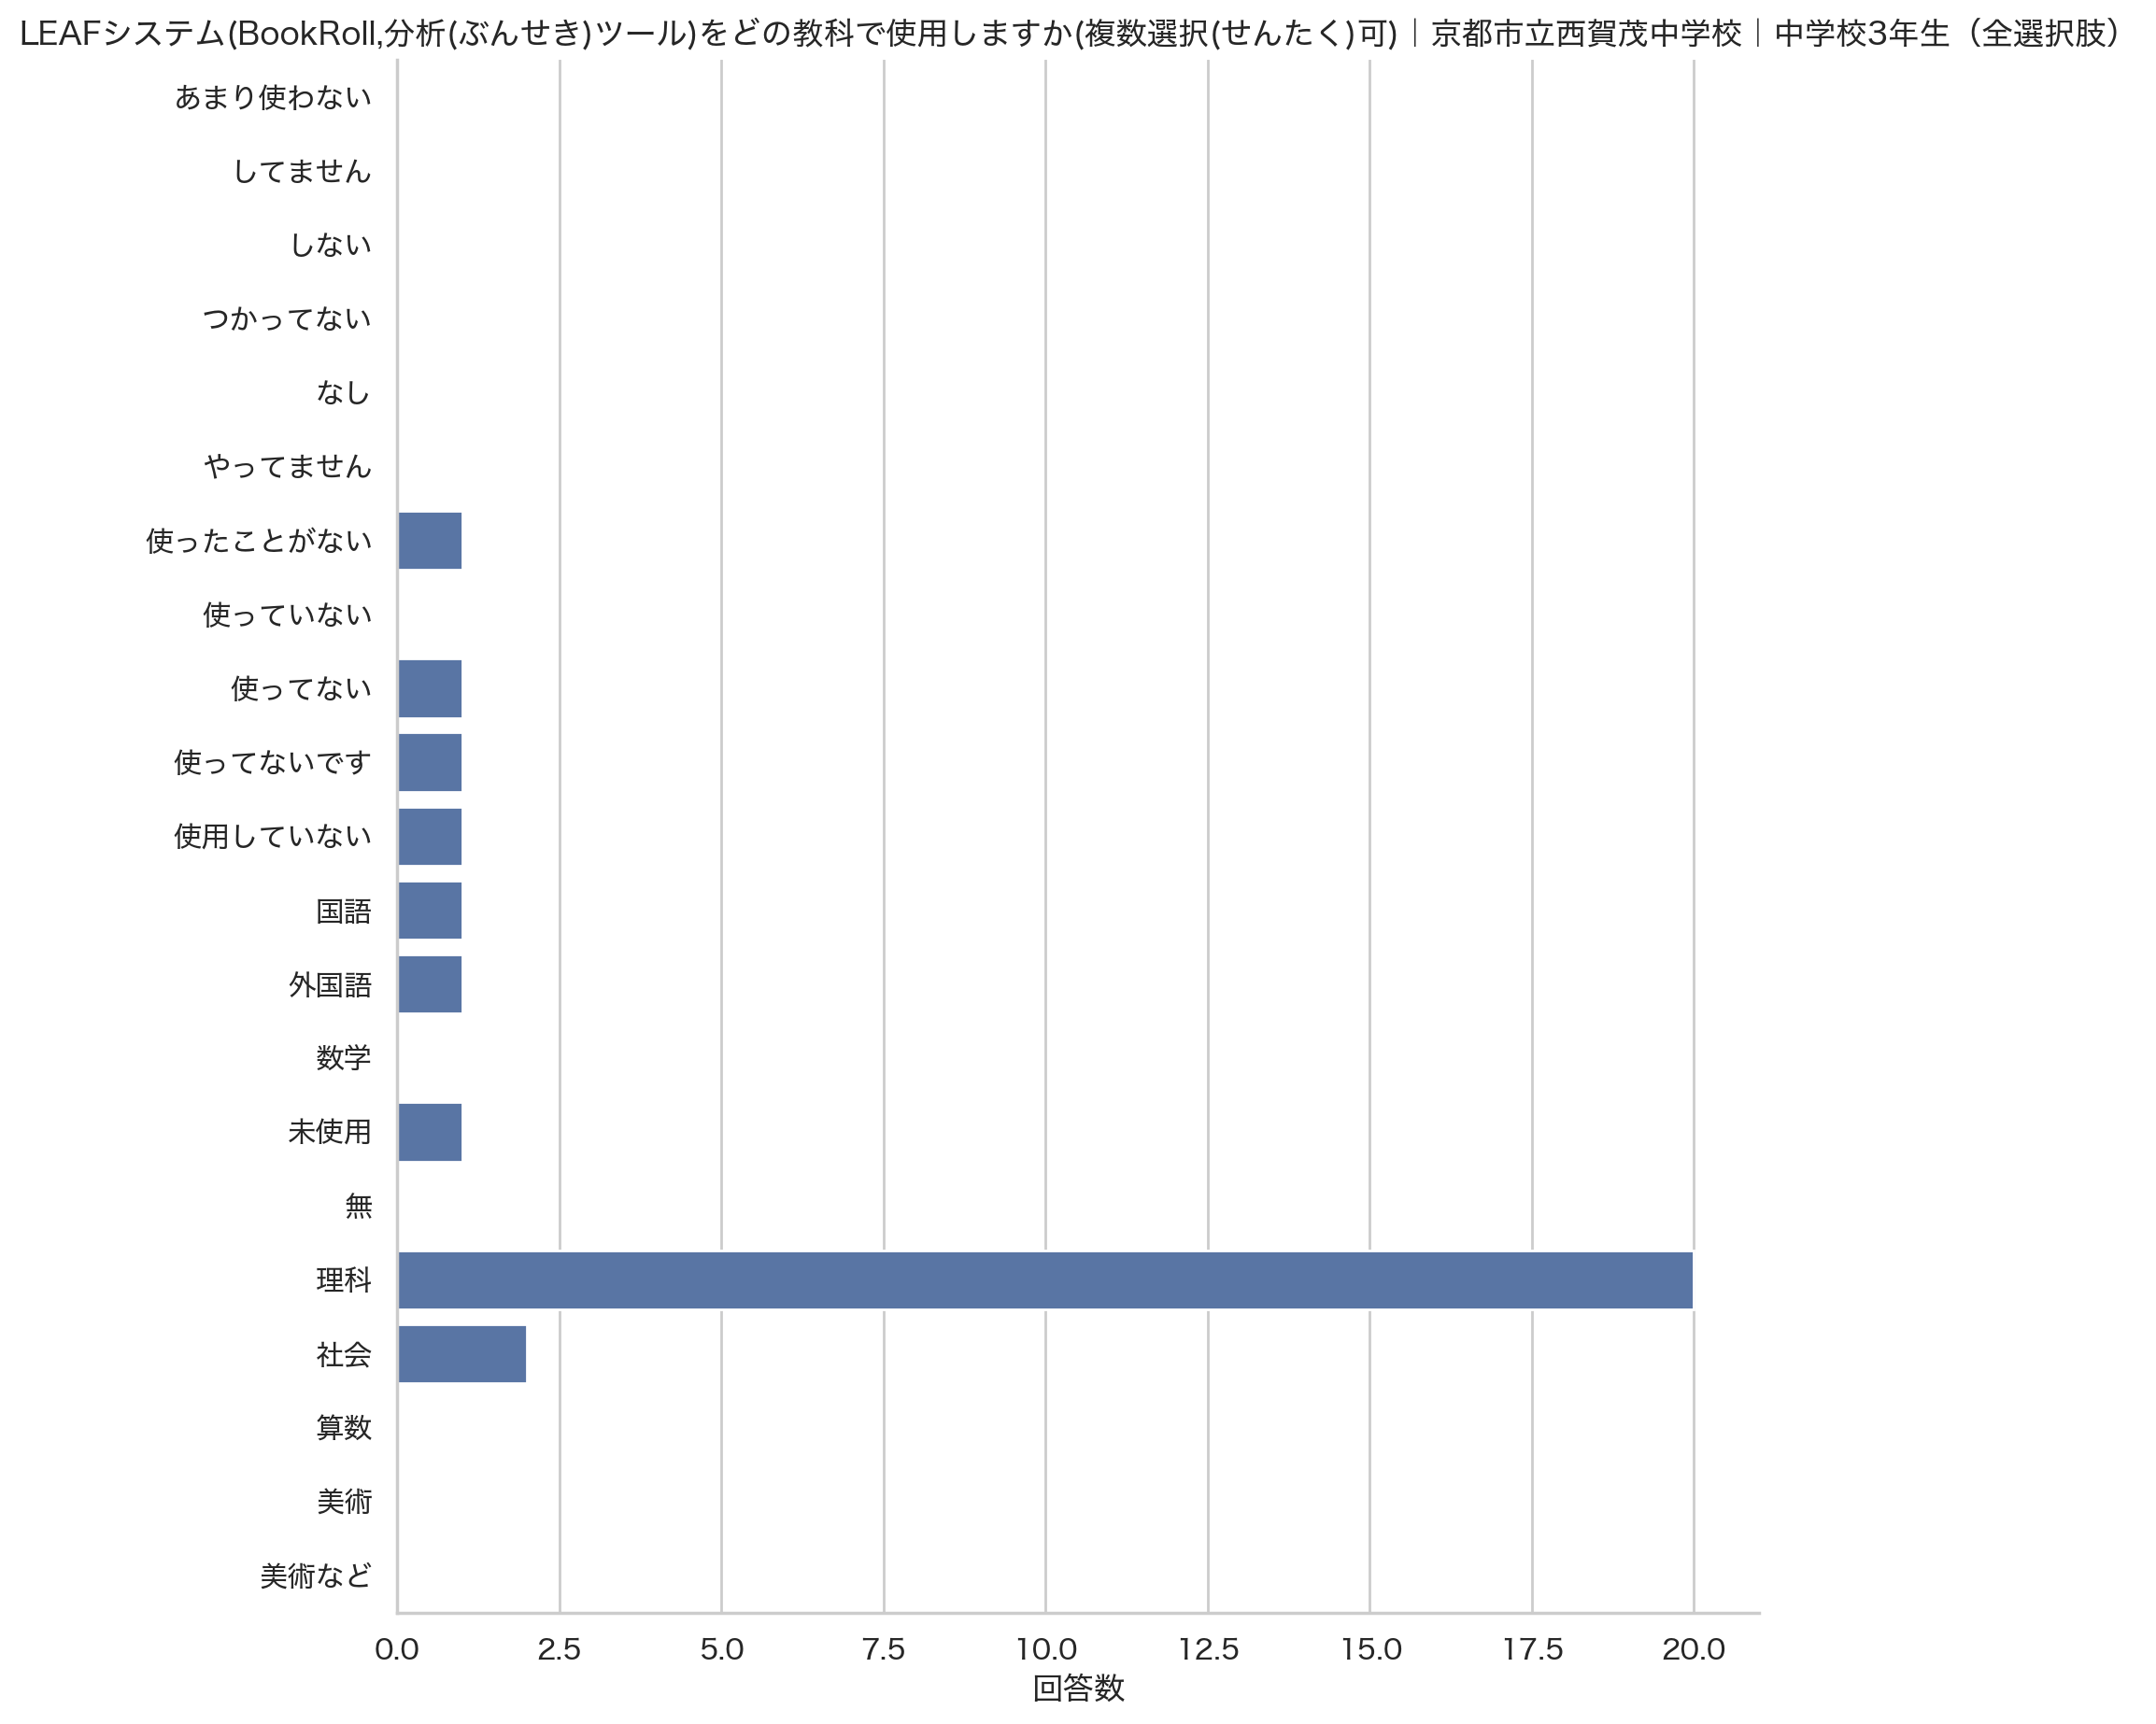 LEAFシステム(BookRoll,分析(ぶんせき)ツール)をどの教科で使用しますか(複数選択(せんたく)可)｜京都市立西賀茂中学校｜中学校3年生（全選択肢）
あまり使わない
してません
しない
つかってない
なし
やってません
使ったことがない
使っていない
使ってない
使ってないです
使用していない
国語
外国語
数学
未使用
無
理科
社会
算数
美術
美術など
0.0 2.5 5.0 7.5 10.0 12.5 15.0 17.5 20.0
回答数